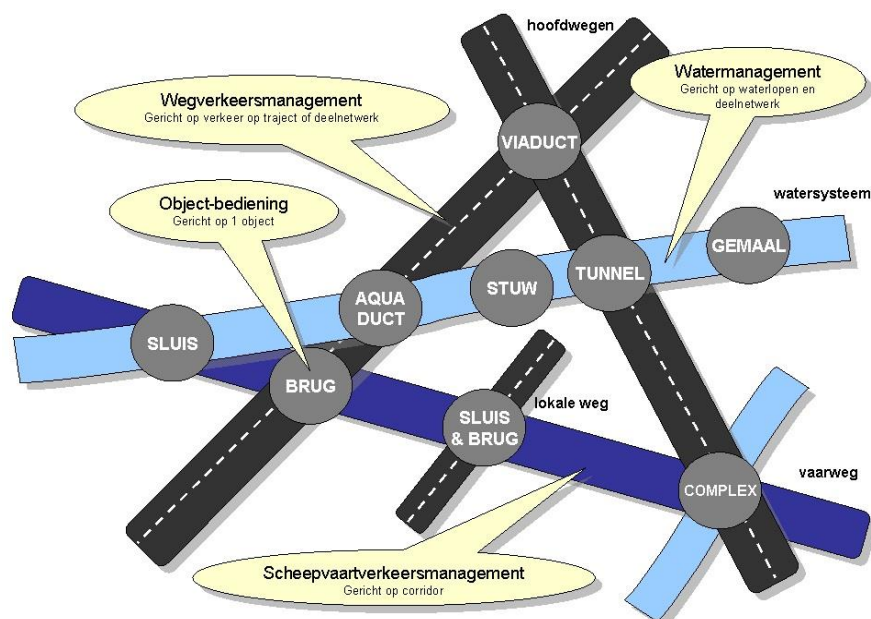 hoofdwegen
Wegverkeersmanagement
Gericht op verkeer op traject of deelnetwerk
Watermanagement
Gericht op waterlopen en
deelnetwerk
VIADUCT
Object-bediening
Gericht op 1 object
watersysteem
GEMAAL
TUNNEL
STUW
AQUA
DUCT
SLUIS
BRUG
SLUIS
& BRUG
lokale weg
COMPLEX
vaarweg
Scheepvaartverkeersmanagement
Gericht op corridor